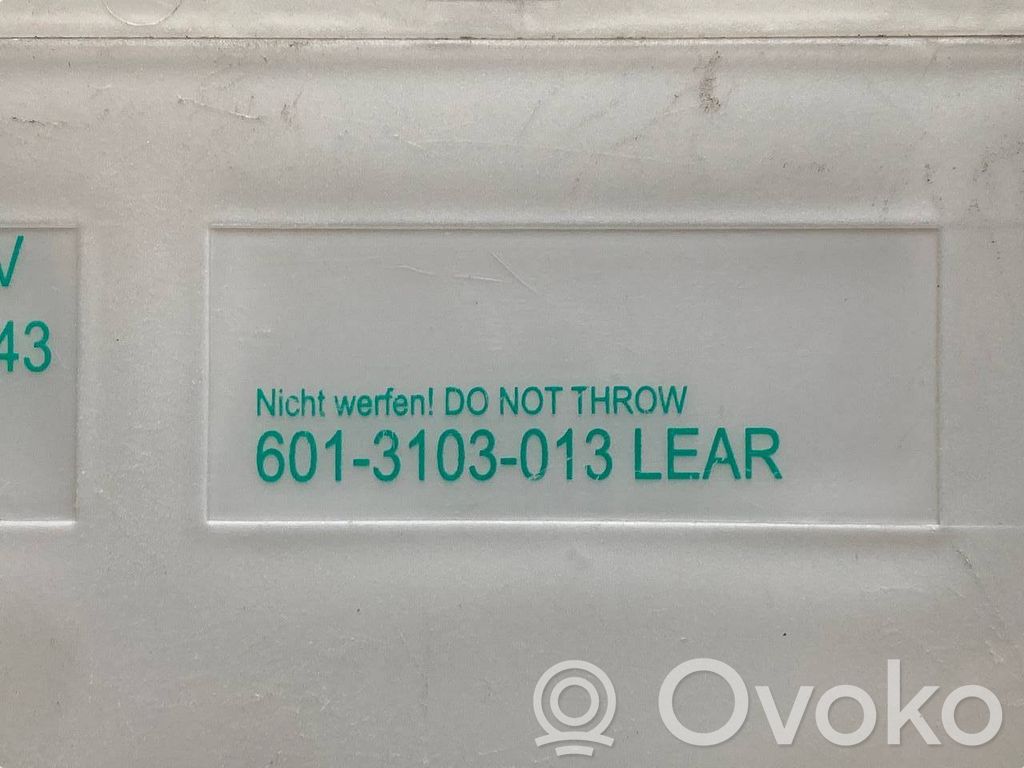 V
43
Nicht werfen! DO NOT THROW
601-3103-013 LEAR
Ovoko